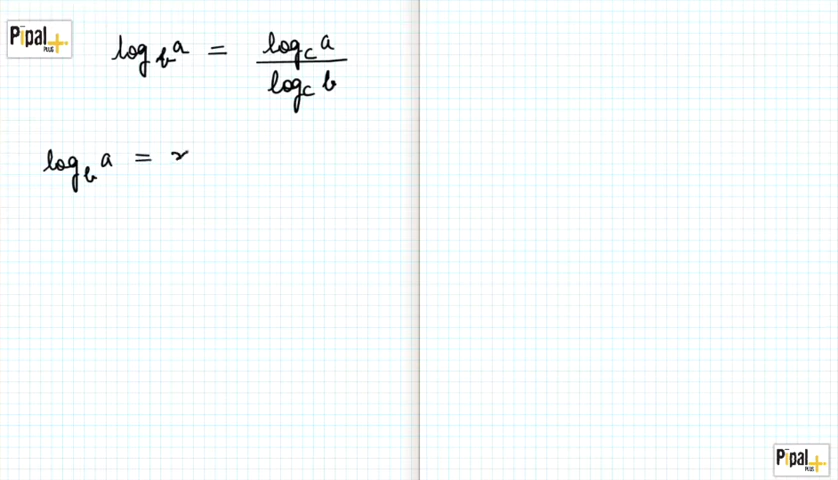 Pipal PLUS+
log_b a = log_c a / log_c b
log_b a = x
Pipal PLUS+